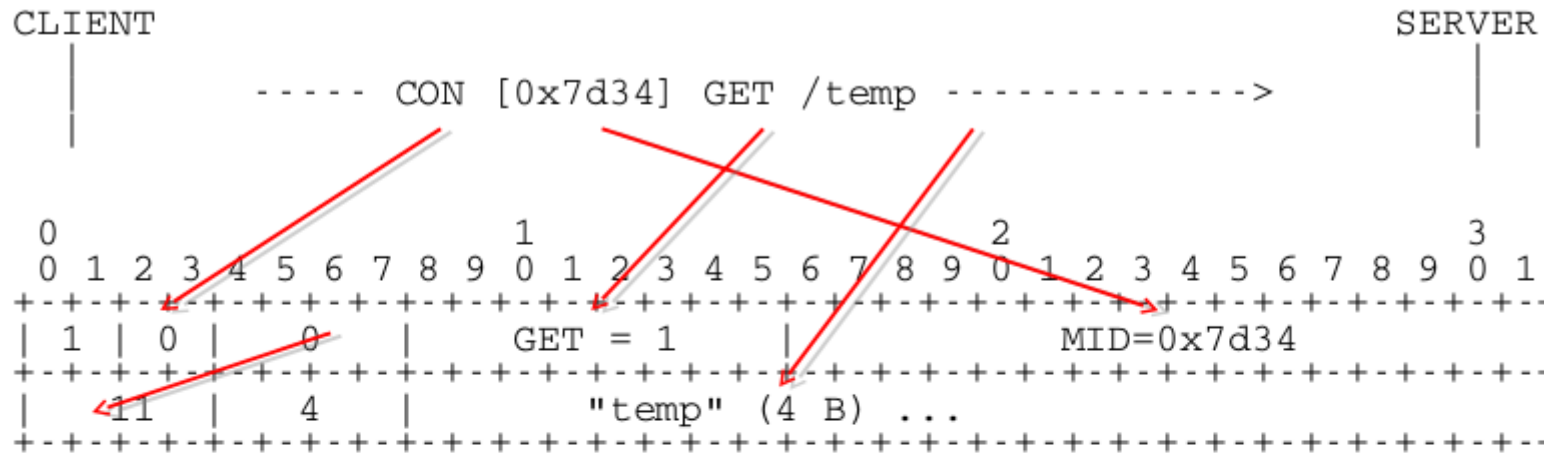 CLIENT SERVER
| |
| ----- CON [0x7d34] GET /temp -------------> |
| |
0 1 2 3
0 1 2 3 4 5 6 7 8 9 0 1 2 3 4 5 6 7 8 9 0 1 2 3 4 5 6 7 8 9 0 1
+-+-+-+-+-+-+-+-+-+-+-+-+-+-+-+-+-+-+-+-+-+-+-+-+-+-+-+-+-+-+-+-
| 1 | 0 | 0 | GET = 1 | MID=0x7d34
+-+-+-+-+-+-+-+-+-+-+-+-+-+-+-+-+-+-+-+-+-+-+-+-+-+-+-+-+-+-+-+-
| 11 | 4 | "temp" (4 B) ...
+-+-+-+-+-+-+-+-+-+-+-+-+-+-+-+-+-+-+-+-+-+-+-+-+-+-+-+-+-+-+-+-